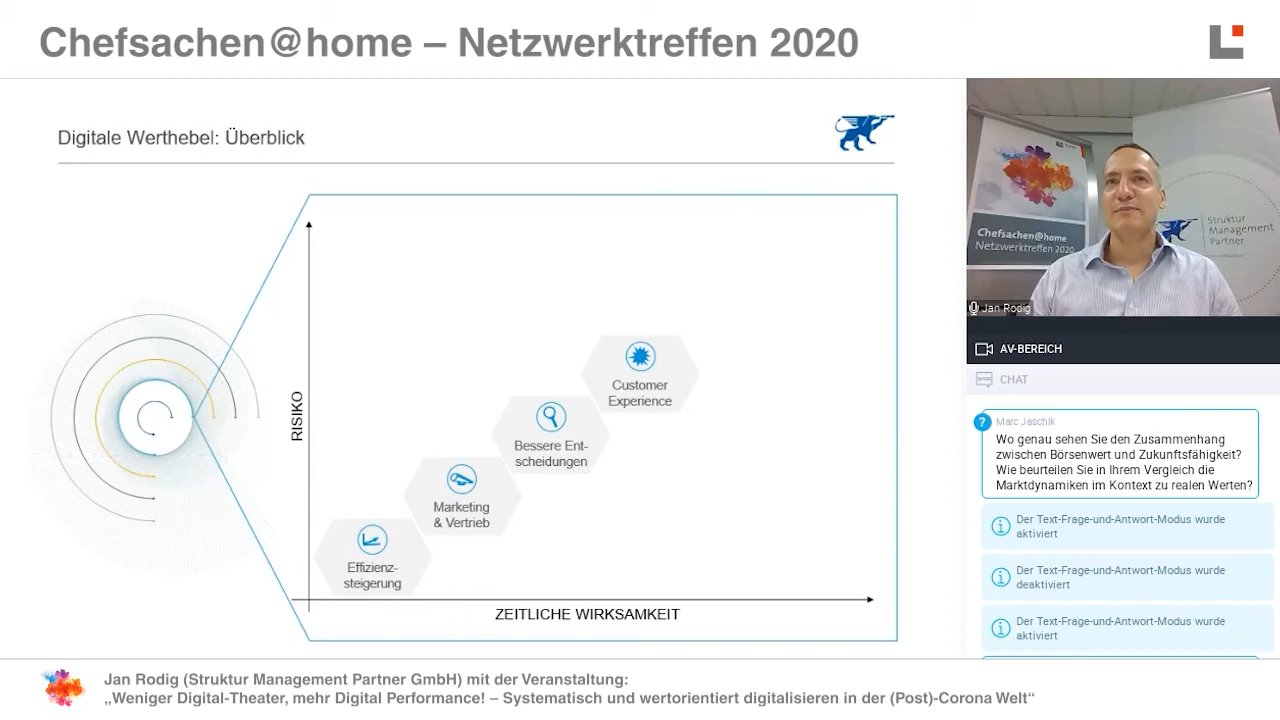 Chefsachen@home – Netzwerktreffen 2020
Digitale Werthebel: Überblick
RISIKO
Customer
Experience
Bessere Ent-
scheidungen
Marketing
& Vertrieb
Effizienz-
steigerung
ZEITLICHE WIRKSAMKEIT
Chefsachen@home
Netzwerktreffen 2020
Struktur
Management
Partner
Jan Rodig
AV-BEREICH
CHAT
? Marc Jaschik
Wo genau sehen Sie den Zusammenhang
zwischen Börsenwert und Zukunftsfähigkeit?
Wie beurteilen Sie in Ihrem Vergleich die
Marktdynamiken im Kontext zu realen Werten?
Der Text-Frage-und-Antwort-Modus wurde
aktiviert
Der Text-Frage-und-Antwort-Modus wurde
deaktiviert
Der Text-Frage-und-Antwort-Modus wurde
aktiviert
Jan Rodig (Struktur Management Partner GmbH) mit der Veranstaltung:
„Weniger Digital-Theater, mehr Digital Performance! – Systematisch und wertorientiert digitalisieren in der (Post)-Corona Welt“